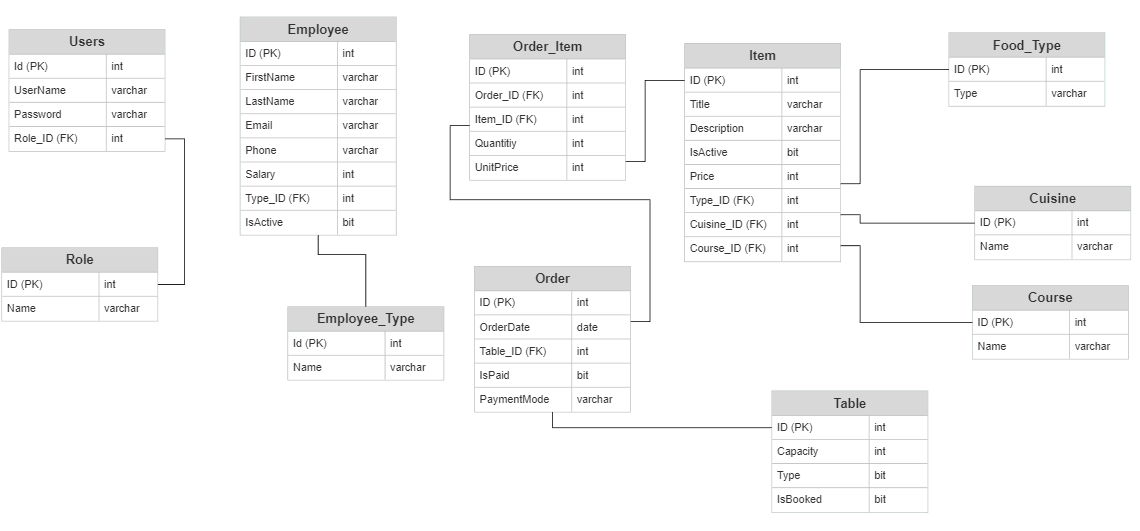 Users
Id (PK) int
UserName varchar
Password varchar
Role_ID (FK) int
Role
ID (PK) int
Name varchar
Employee
ID (PK) int
FirstName varchar
LastName varchar
Email varchar
Phone varchar
Salary int
Type_ID (FK) int
IsActive bit
Employee_Type
Id (PK) int
Name varchar
Order_Item
ID (PK) int
Order_ID (FK) int
Item_ID (FK) int
Quantitiy int
UnitPrice int
Order
ID (PK) int
OrderDate date
Table_ID (FK) int
IsPaid bit
PaymentMode varchar
Item
ID (PK) int
Title varchar
Description varchar
IsActive bit
Price int
Type_ID (FK) int
Cuisine_ID (FK) int
Course_ID (FK) int
Food_Type
ID (PK) int
Type varchar
Cuisine
ID (PK) int
Name varchar
Course
ID (PK) int
Name varchar
Table
ID (PK) int
Capacity int
Type bit
IsBooked bit